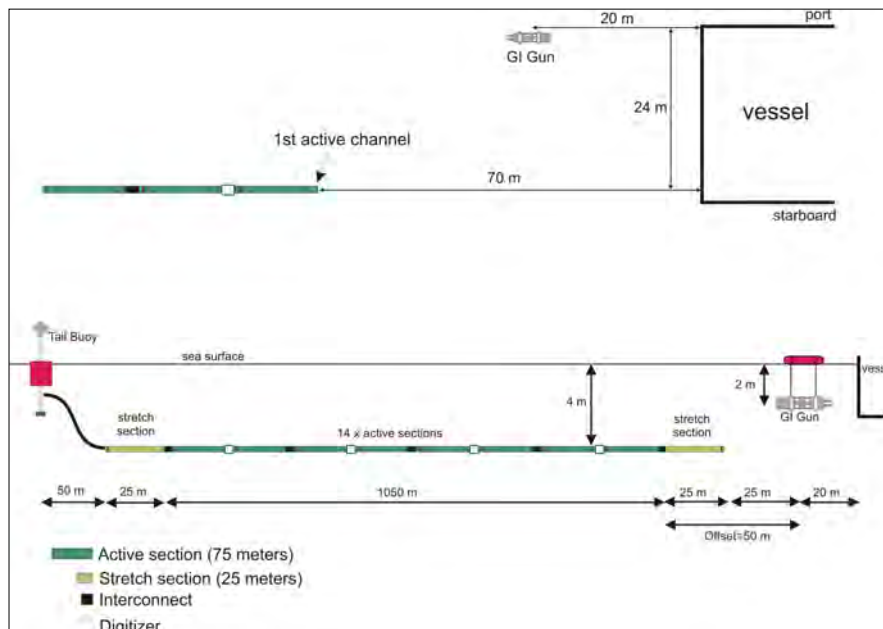 20 m
port
GI Gun
24 m
vessel
1st active channel
70 m
starboard
Tail Buoy
sea surface
vess
2 m
4 m
GI Gun
stretch
section
14 x active sections
stretch
section
50 m
25 m
1050 m
25 m
25 m
20 m
Offset=50 m
Active section (75 meters)
Stretch section (25 meters)
Interconnect
Digitizer